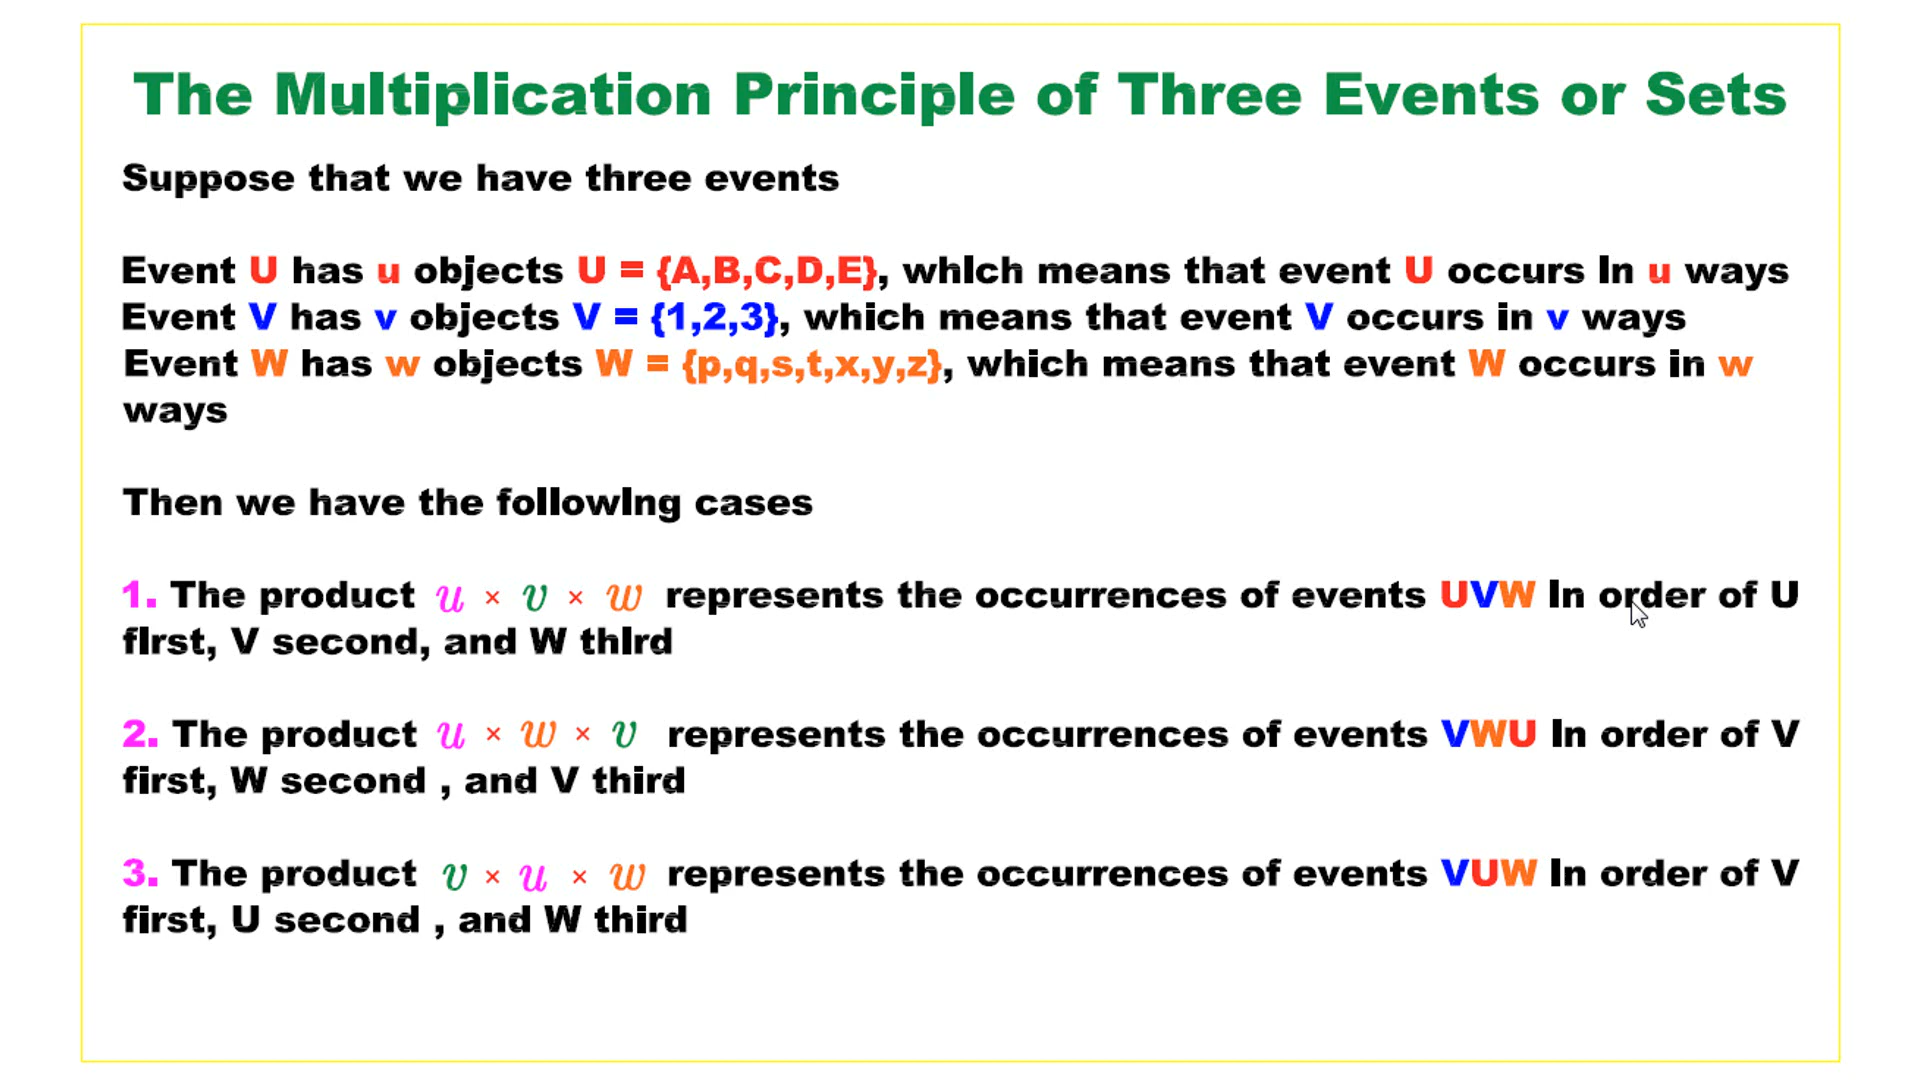 The Multiplication Principle of Three Events or Sets
Suppose that we have three events
Event U has u objects U = {A,B,C,D,E}, which means that event U occurs in u ways
Event V has v objects V = {1,2,3}, which means that event V occurs in v ways
Event W has w objects W = {p,q,s,t,x,y,z}, which means that event W occurs in w
ways
Then we have the following cases
1. The product u × v × w represents the occurrences of events UVW In order of U
first, V second, and W third
2. The product u × w × v represents the occurrences of events VWU In order of V
first, W second , and V third
3. The product v × u × w represents the occurrences of events VUW In order of V
first, U second , and W third